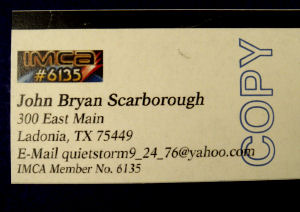 IMCA
#6135
John Bryan Scarborough
300 East Main
Ladonia, TX 75449
E-Mail quietstorm9_24_76@yahoo.com
IMCA Member No. 6135
COPY